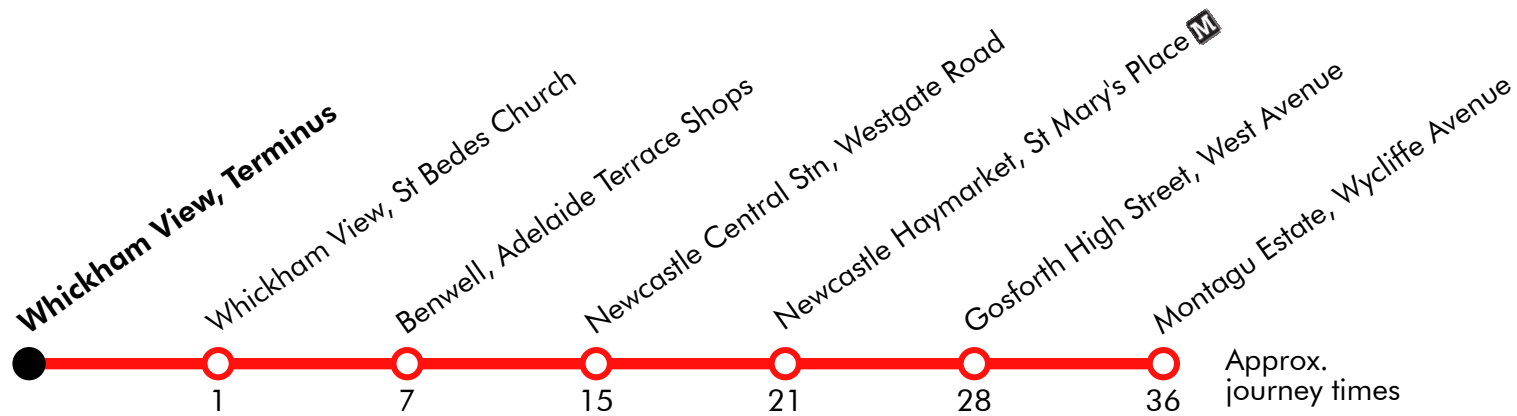 Whickham View, Terminus
Whickham View, St Bedes Church
Benwell, Adelaide Terrace Shops
Newcastle Central Stn, Westgate Road
Newcastle Haymarket, St Mary's Place M
Gosforth High Street, West Avenue
Montagu Estate, Wycliffe Avenue
1 7 15 21 28 36
Approx.
journey times